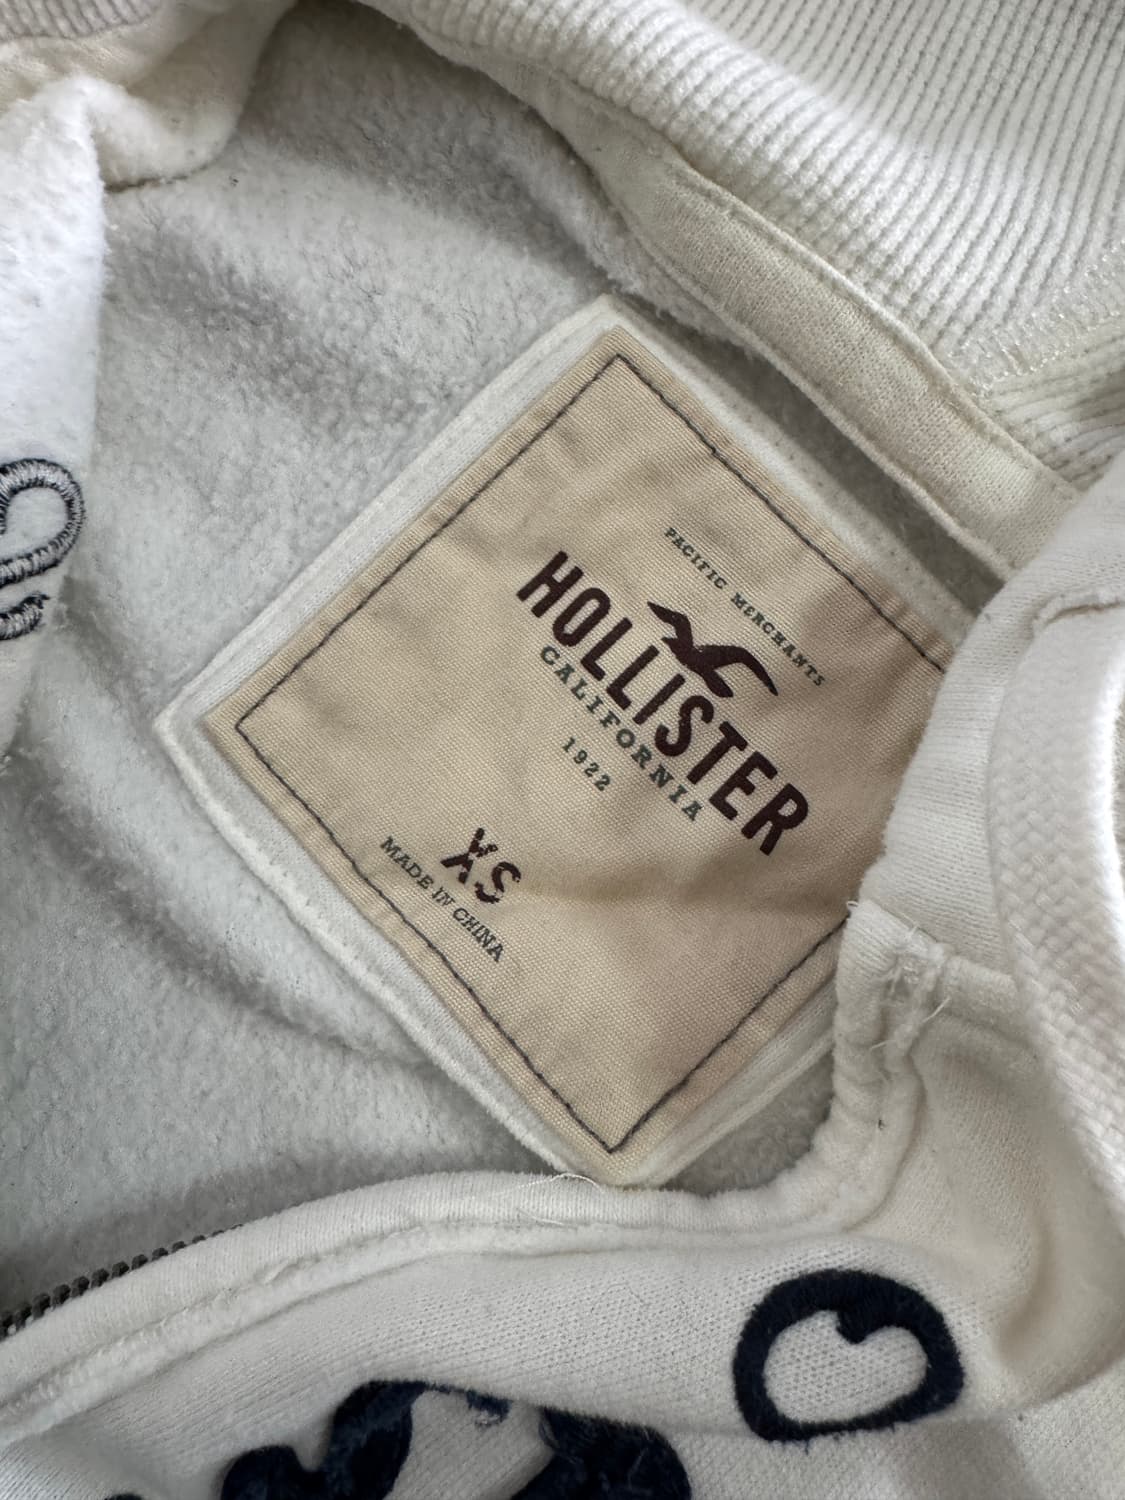 PACIFIC MERCHANTS
HOLLISTER
CALIFORNIA
1922
XS
MADE IN CHINA